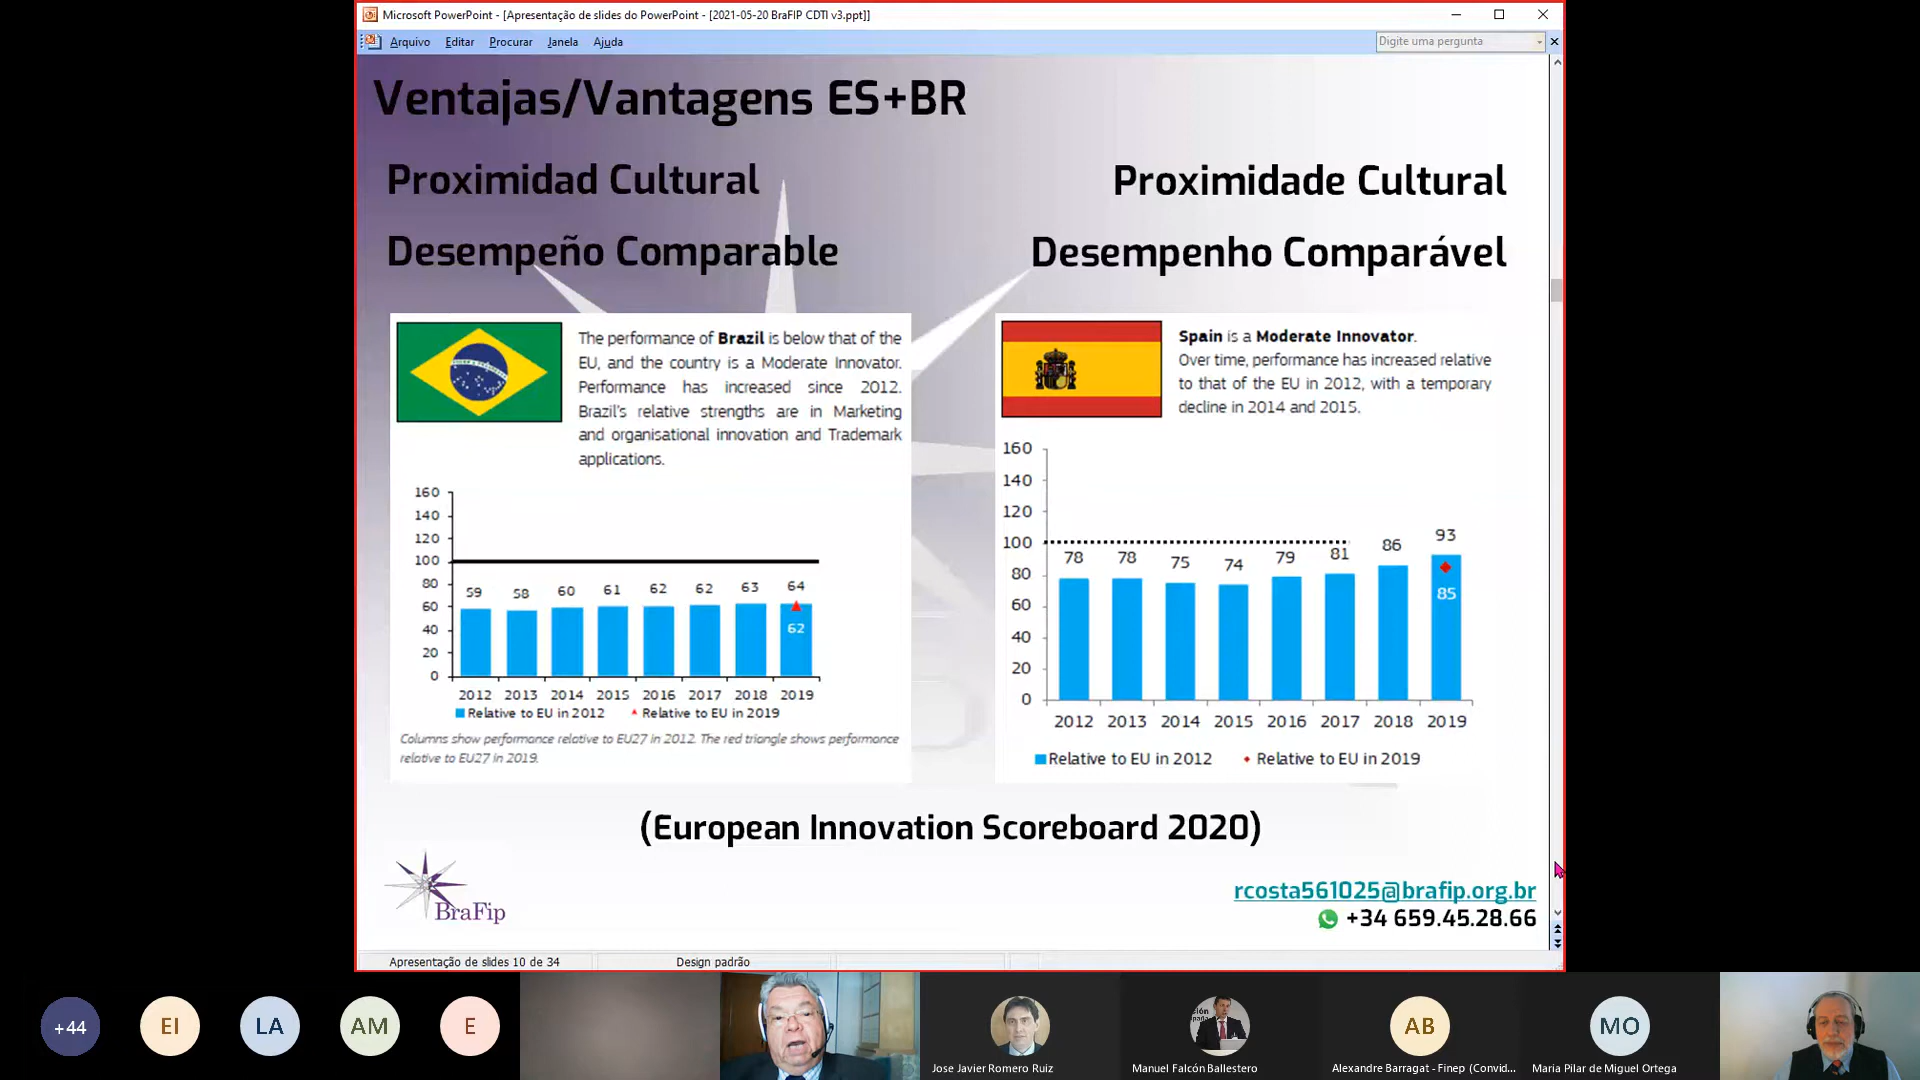 Microsoft PowerPoint - [Apresentação de slides do PowerPoint - [2021-05-20 BraFIP CDTI v3.ppt]]
Arquivo Editar Procurar Janela Ajuda
Digite uma pergunta
Ventajas/Vantagens ES+BR
Proximidad Cultural
Proximidade Cultural
Desempeño Comparable
Desempenho Comparável
The performance of Brazil is below that of the
EU, and the country is a Moderate Innovator.
Performance has increased since 2012.
Brazil's relative strengths are in Marketing
and organisational innovation and Trademark
applications.
160
140
120
100
80
60
40
20
0
59 58 60 61 62 62 63 64
62
2012 2013 2014 2015 2016 2017 2018 2019
Relative to EU in 2012 Relative to EU in 2019
Columns show performance relative to EU27 in 2012. The red triangle shows performance
relative to EU27 in 2019.
Spain is a Moderate Innovator.
Over time, performance has increased relative
to that of the EU in 2012, with a temporary
decline in 2014 and 2015.
160
140
120
100
80
60
40
20
0
78 78 75 74 79 81 86 93
85
2012 2013 2014 2015 2016 2017 2018 2019
Relative to EU in 2012 Relative to EU in 2019
(European Innovation Scoreboard 2020)
BraFip
rcosta561025@brafip.org.br
+34 659.45.28.66
Apresentação de slides 10 de 34
Design padrão
+44
EI
LA
AM
E
Jose Javier Romero Ruiz
Manuel Falcón Ballestero
AB
Alexandre Barragat - Finep (Convid...
MO
Maria Pilar de Miguel Ortega